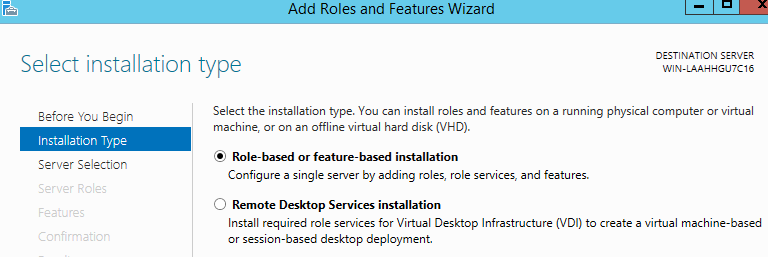 Add Roles and Features Wizard
Select installation type
DESTINATION SERVER
WIN-LAAHHGU7C16
Before You Begin
Installation Type
Server Selection
Server Roles
Features
Confirmation
Select the installation type. You can install roles and features on a running physical computer or virtual
machine, or on an offline virtual hard disk (VHD).
Role-based or feature-based installation
Configure a single server by adding roles, role services, and features.
Remote Desktop Services installation
Install required role services for Virtual Desktop Infrastructure (VDI) to create a virtual machine-based
or session-based desktop deployment.